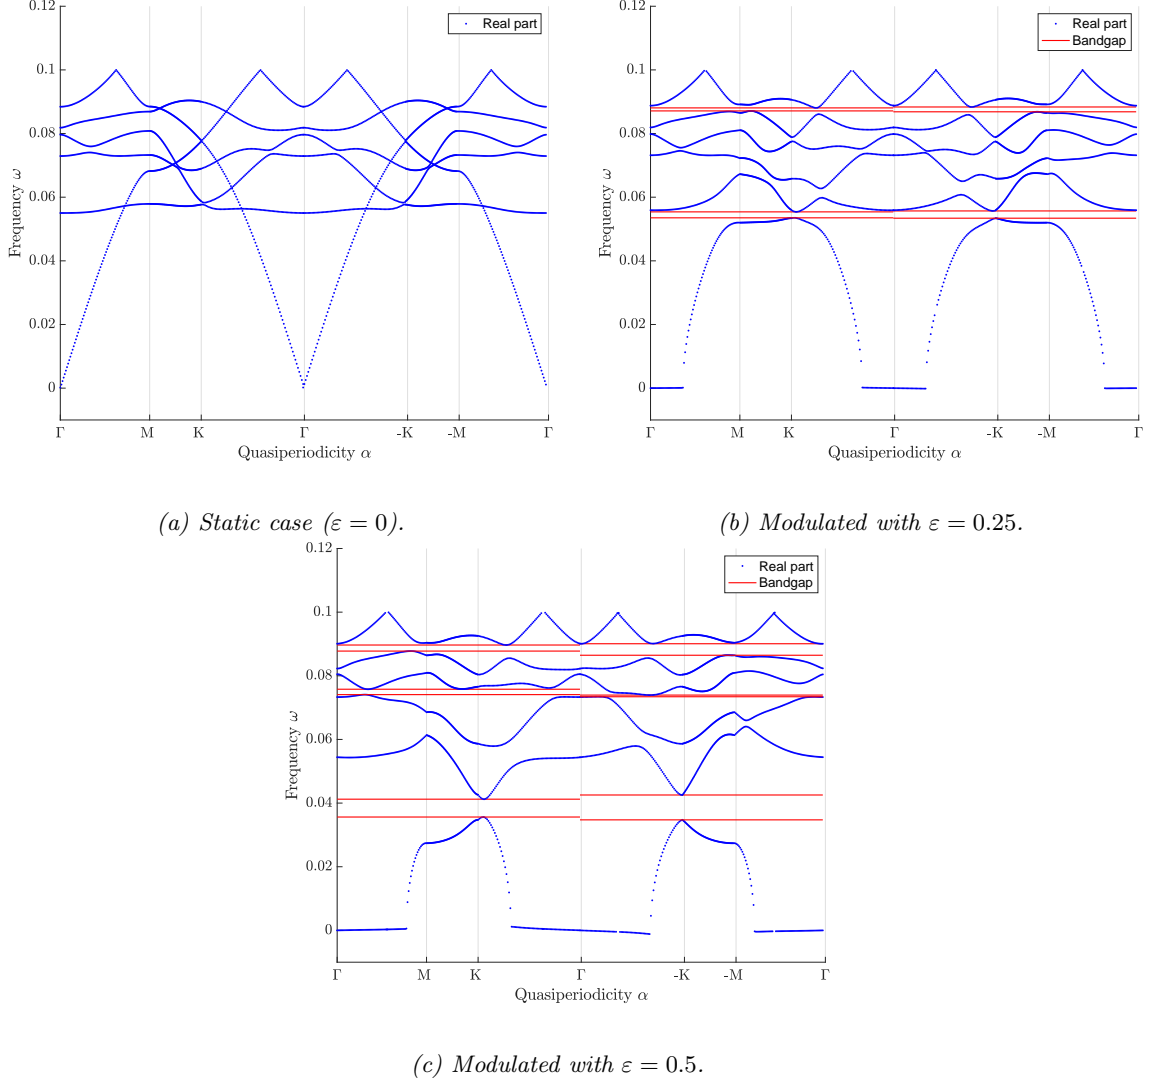 0.12
0.1
0.08
0.06
0.04
0.02
0
Frequency ω
Real part
Γ M K Γ -K -M Γ
Quasiperiodicity α
(a) Static case (ε = 0).
0.12
0.1
0.08
0.06
0.04
0.02
0
Frequency ω
Real part
Bandgap
Γ M K Γ -K -M Γ
Quasiperiodicity α
(b) Modulated with ε = 0.25.
0.12
0.1
0.08
0.06
0.04
0.02
0
Frequency ω
Real part
Bandgap
Γ M K Γ -K -M Γ
Quasiperiodicity α
(c) Modulated with ε = 0.5.